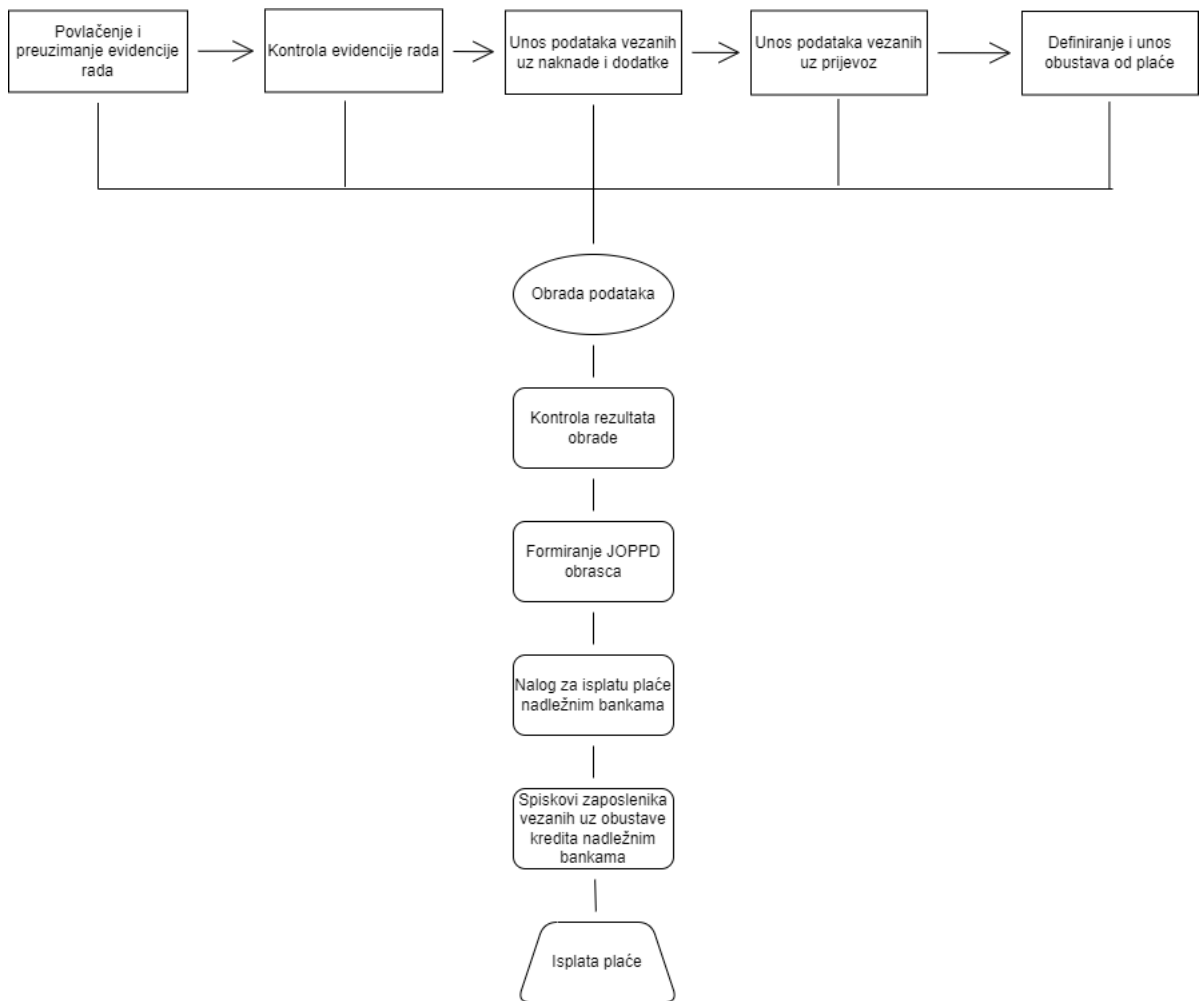 Povlačenje i
preuzimanje evidencije
rada
Kontrola evidencije rada
Unos podataka vezanih
uz naknade i dodatke
Unos podataka vezanih
uz prijevoz
Definiranje i unos
obustava od plaće
Obrada podataka
Kontrola rezultata
obrade
Formiranje JOPPD
obrasca
Nalog za isplatu plaće
nadležnim bankama
Spiskovi zaposlenika
vezanih uz obustave
kredita nadležnim
bankama
Isplata plaće